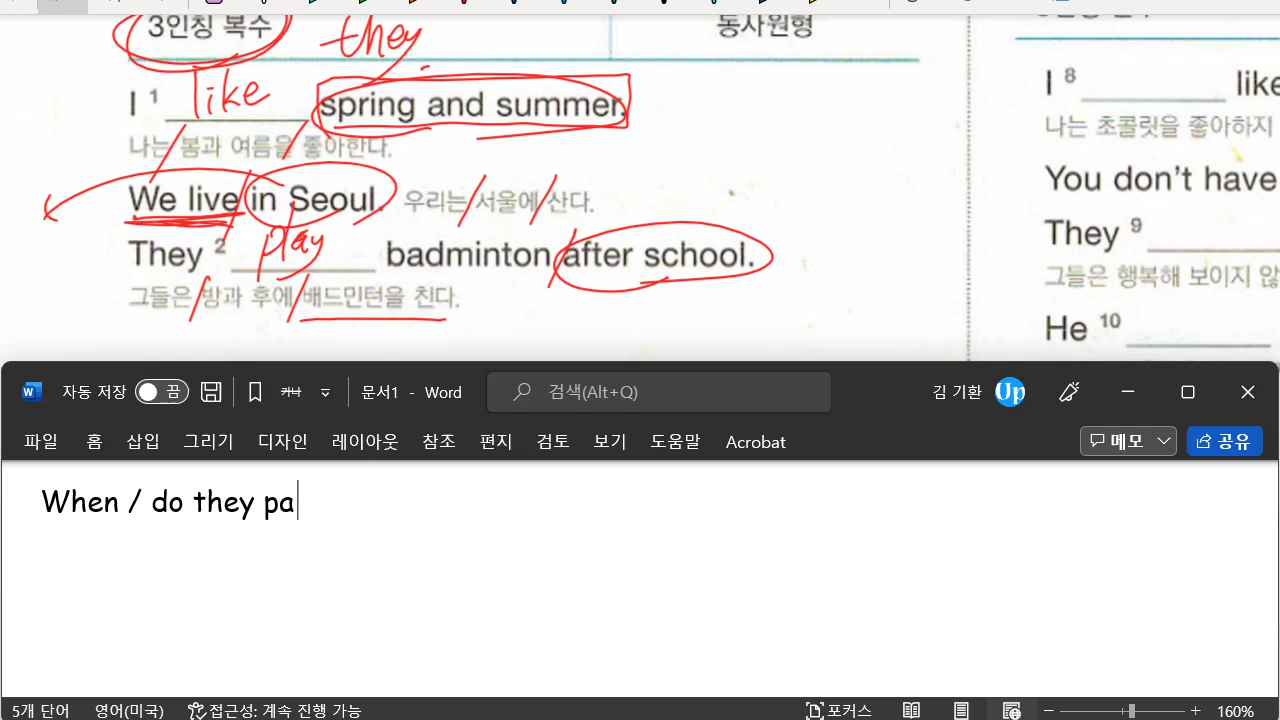 3인칭 복수 they 동사원형
I 1 like spring and summer.
나는 봄과 여름을 좋아한다.
We live in Seoul. 우리는 서울에 산다.
They 2 play badminton after school.
그들은 방과 후에 배드민턴을 친다.
I 8 like
나는 초콜릿을 좋아하지
You don't have
They 9
그들은 행복해 보이지 않
He 10
자동 저장 끔 가나 문서1 - Word 검색(Alt+Q) 김 기환 Up
파일 홈 삽입 그리기 디자인 레이아웃 참조 편지 검토 보기 도움말 Acrobat 메모 공유
When / do they pa
5개 단어 영어(미국) 접근성: 계속 진행 가능 포커스 160%